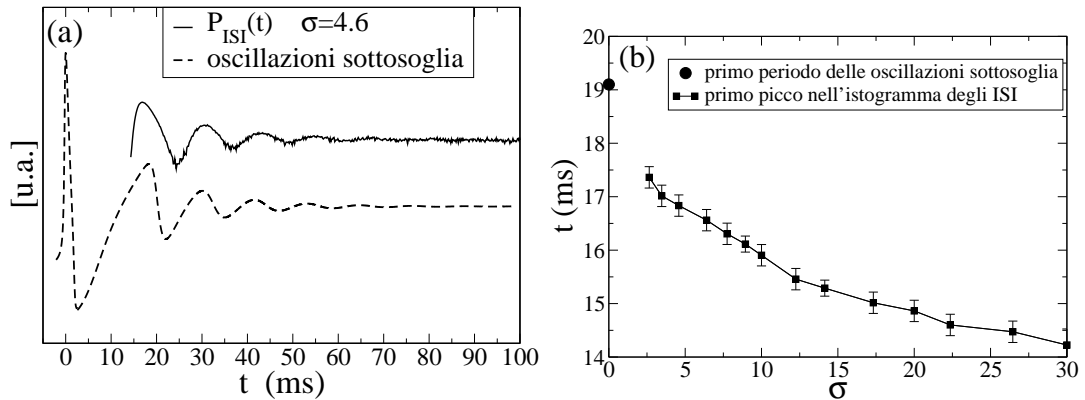 (a)
P_ISI(t) σ=4.6
oscillazioni sottosoglia
[u.a.]
0 10 20 30 40 50 60 70 80 90 100
t (ms)
(b)
primo periodo delle oscillazioni sottosoglia
primo picco nell'istogramma degli ISI
20
19
18
17
16
15
14
t (ms)
0 5 10 15 20 25 30
σ